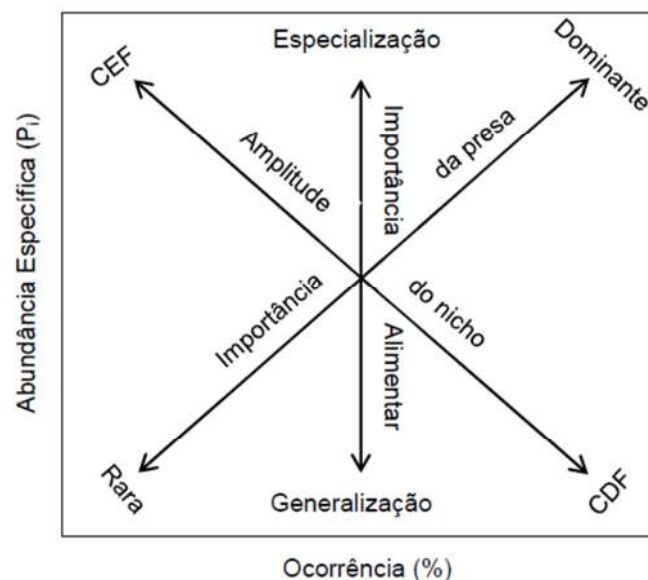 Especialização
CEF
Dominante
Amplitude
Importância
da presa
Abundância Específica (Pi)
Importância
do nicho
Alimentar
Rara
Generalização
CDF
Ocorrência (%)